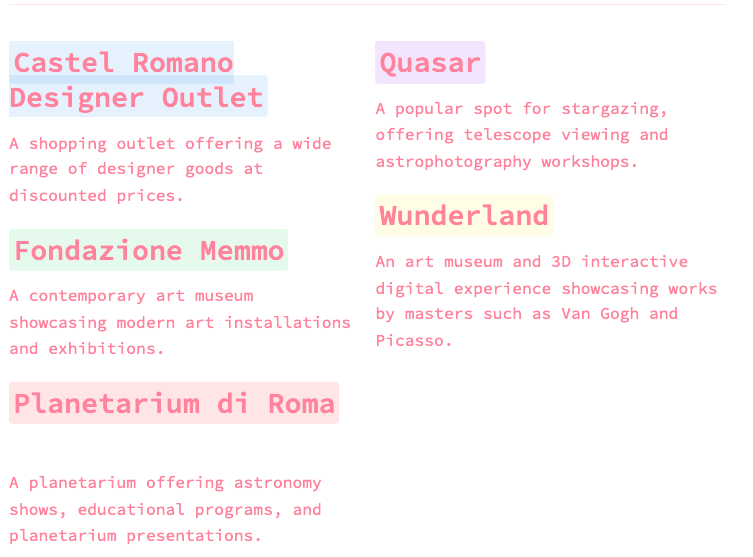 Castel Romano
Designer Outlet
A shopping outlet offering a wide
range of designer goods at
discounted prices.
Fondazione Memmo
A contemporary art museum
showcasing modern art installations
and exhibitions.
Planetarium di Roma
A planetarium offering astronomy
shows, educational programs, and
planetarium presentations.
Quasar
A popular spot for stargazing,
offering telescope viewing and
astrophotography workshops.
Wunderland
An art museum and 3D interactive
digital experience showcasing works
by masters such as Van Gogh and
Picasso.